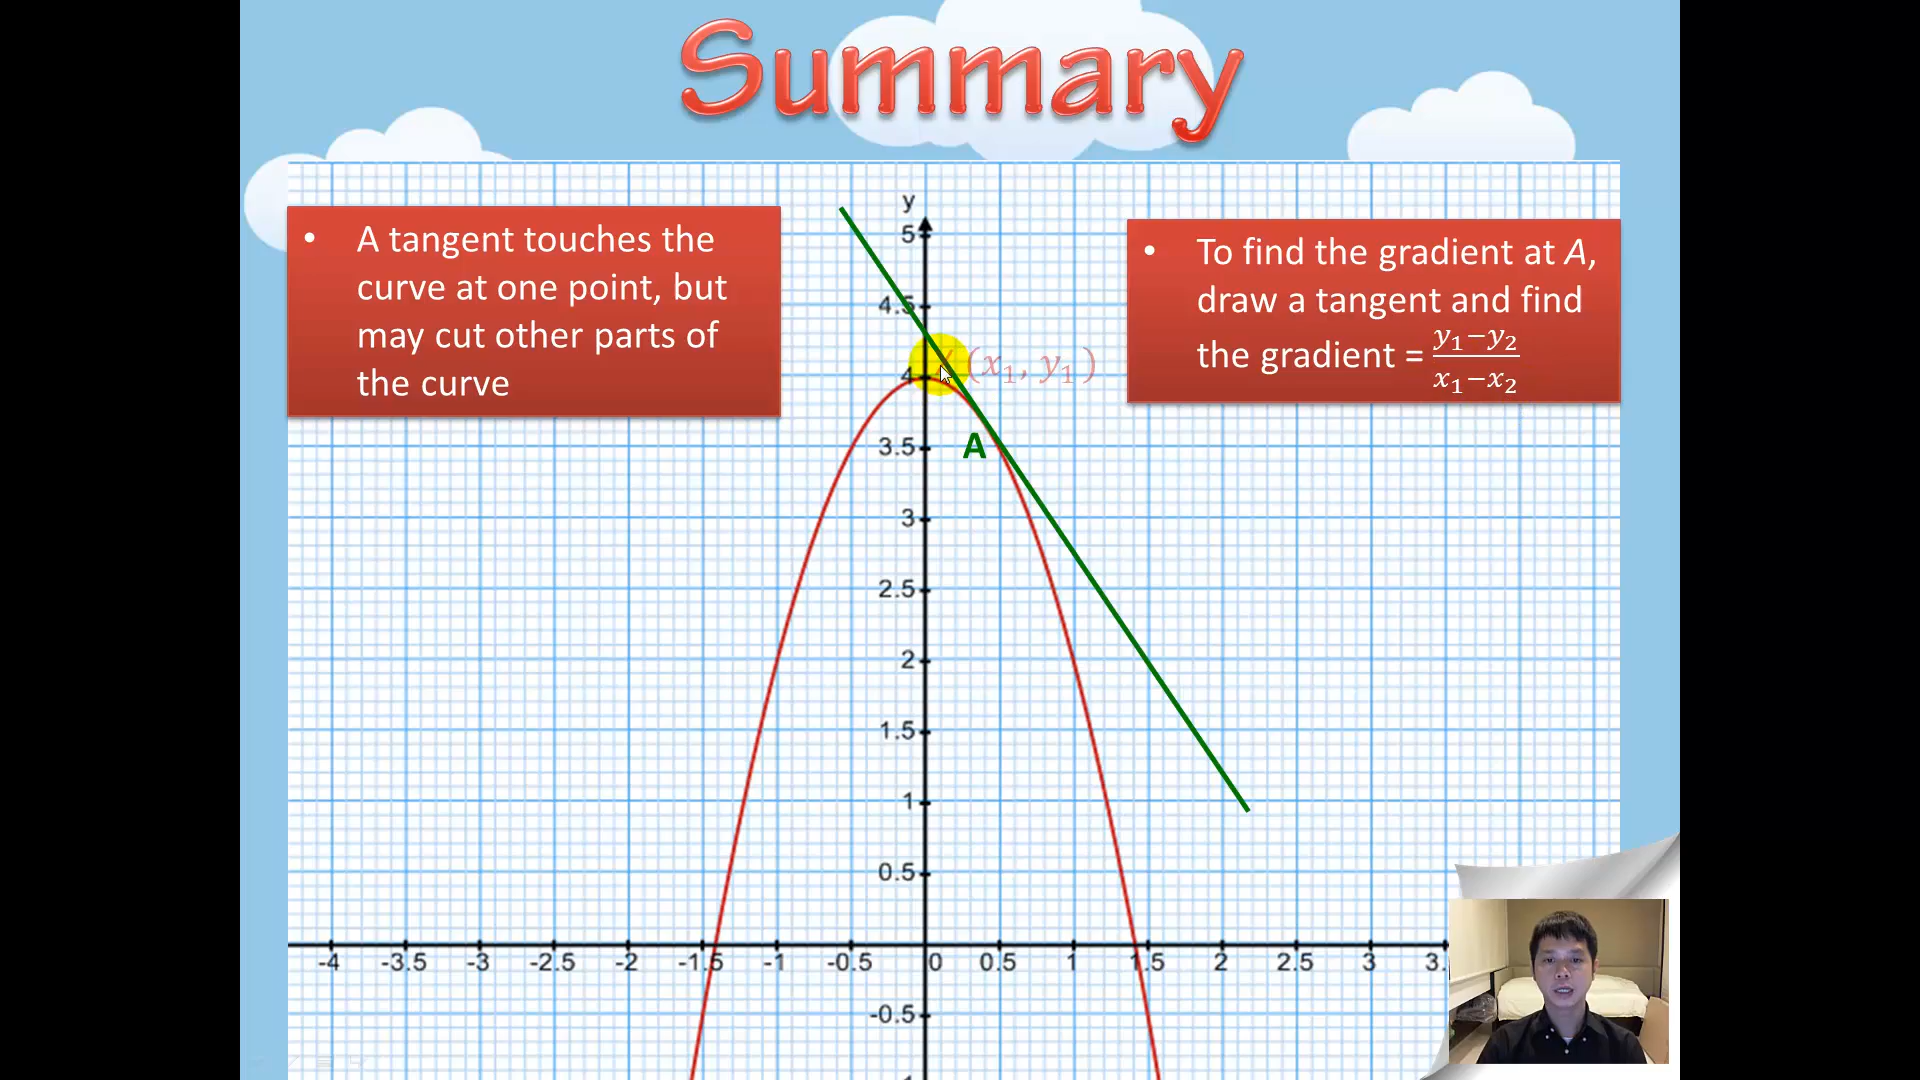 Summary
• A tangent touches the
curve at one point, but
may cut other parts of
the curve
• To find the gradient at A,
draw a tangent and find
the gradient = \frac{y₁−y₂}{x₁−x₂}
y
5
4.5
(x₁, y₁)
4
A
3.5
3
2.5
2
1.5
1
0.5
-4 -3.5 -3 -2.5 -2 -1.5 -1 -0.5 0 0.5 1 1.5 2 2.5 3 3.
-0.5